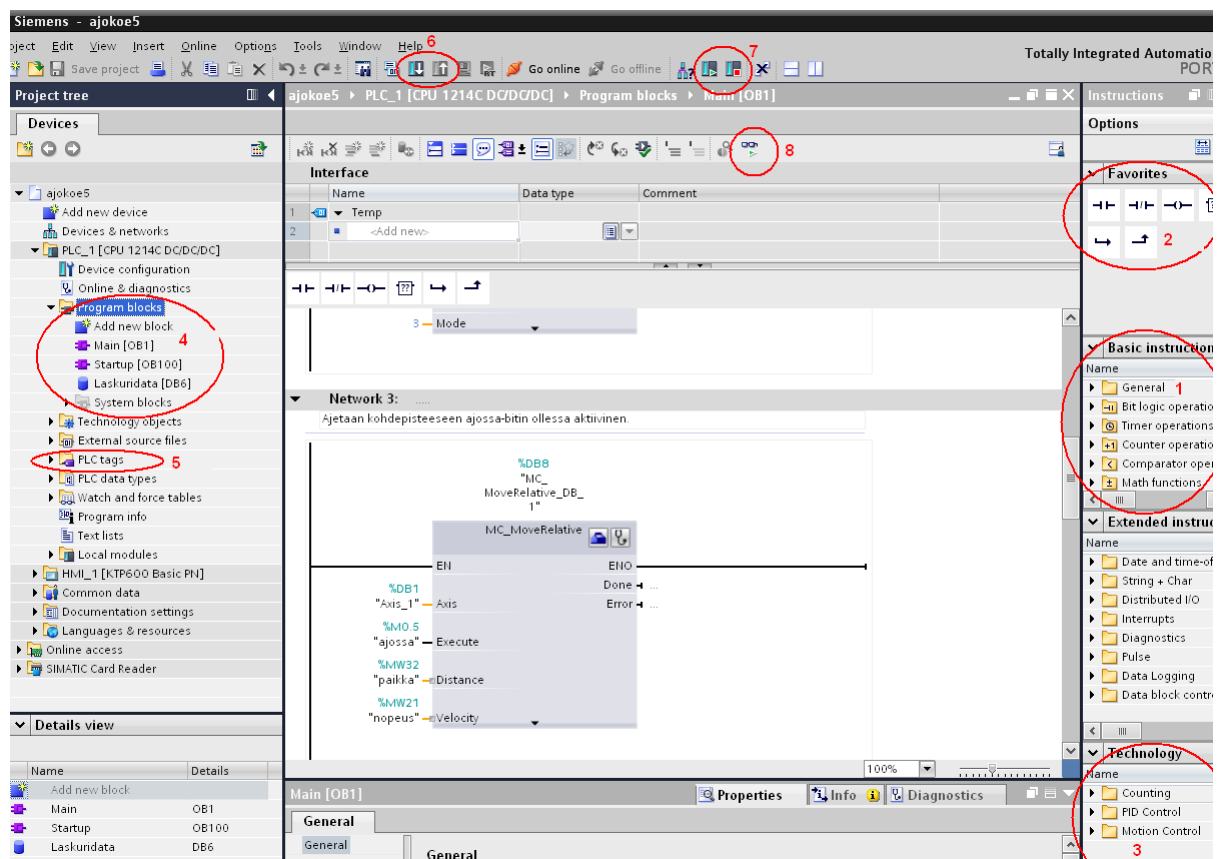 Siemens - ajokoe5
Edit View Insert Online Options Tools Window Help 6
Save project Go online Go offline 7
Totally Integrated Automatio
POR
Project tree
ajokoe5 PLC_1 [CPU 1214C DC/DC/DC] Program blocks Main [OB1]
Instructions
Devices
Options
8
Interface
Name Data type Comment
1 Temp
2 <Add new>
Favorites
2
ajokoe5
Add new device
Devices & networks
PLC_1 [CPU 1214C DC/DC/DC]
Device configuration
Online & diagnostics
Program blocks
Add new block
Main [OB1] 4
Startup [OB100]
Laskuridata [DB6]
System blocks
Technology objects
External source files
PLC tags 5
PLC data types
Watch and force tables
Program info
Text lists
Local modules
HMI_1 [KTP600 Basic PN]
Common data
Documentation settings
Languages & resources
Online access
SIMATIC Card Reader
??
3 Mode
Network 3: .....
Ajetaan kohdepisteeseen ajossa-bitin ollessa aktiivinen.
%DB8
"MC_
MoveRelative_DB_
1"
MC_MoveRelative
EN ENO
Done ...
%DB1
"Axis_1" Axis Error ...
%M0.5
"ajossa" Execute
%MW32
"paikka" Distance
%MW21
"nopeus" Velocity
100%
Basic instruction
Name
General 1
Bit logic operatio
Timer operations
Counter operatio
Comparator oper
Math functions
Extended instruc
Name
Date and time-of
String + Char
Distributed I/O
Interrupts
Diagnostics
Pulse
Data Logging
Data block contr
Technology
Name
Counting
PID Control
Motion Control
3
Details view
Name Details
Add new block
Main OB1
Startup OB100
Laskuridata DB6
Main [OB1]
Properties Info Diagnostics
General
General
General